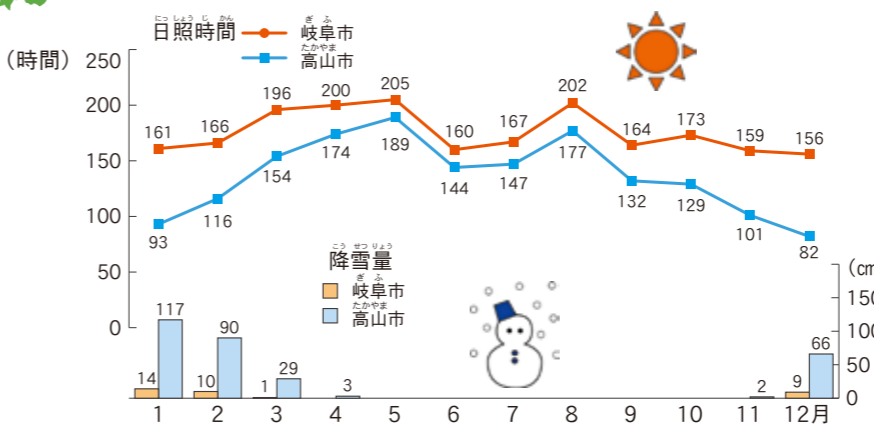 にっしょうじかん
日照時間
ぎふ
岐阜市
たかやま
高山市
(時間)
250
200
150
100
50
0
161 166 196 200 205 160 167 202 164 173 159 156
93 116 154 174 189 144 147 177 132 129 101 82
こうせつりょう
降雪量
ぎふ
岐阜市
たかやま
高山市
(cm
150
100
50
0
14 117 10 90 1 29 3 2 9 66
1 2 3 4 5 6 7 8 9 10 11 12月